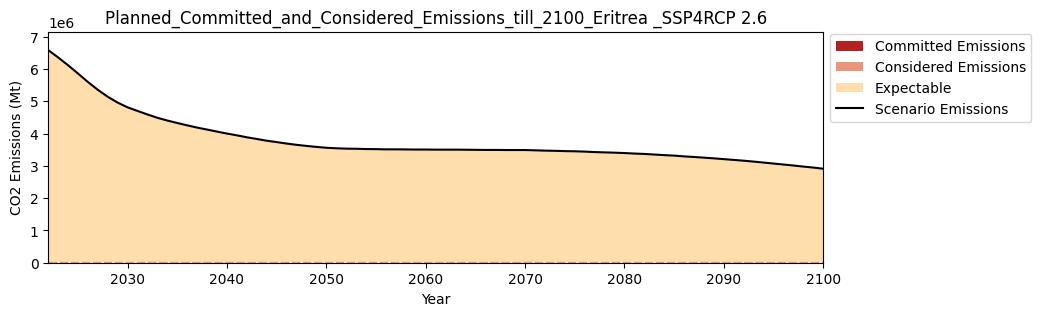 Planned_Committed_and_Considered_Emissions_till_2100_Eritrea _SSP4RCP 2.6
1e6
7
6
5
4
3
2
1
0
CO2 Emissions (Mt)
2030 2040 2050 2060 2070 2080 2090 2100
Year
Committed Emissions
Considered Emissions
Expectable
Scenario Emissions